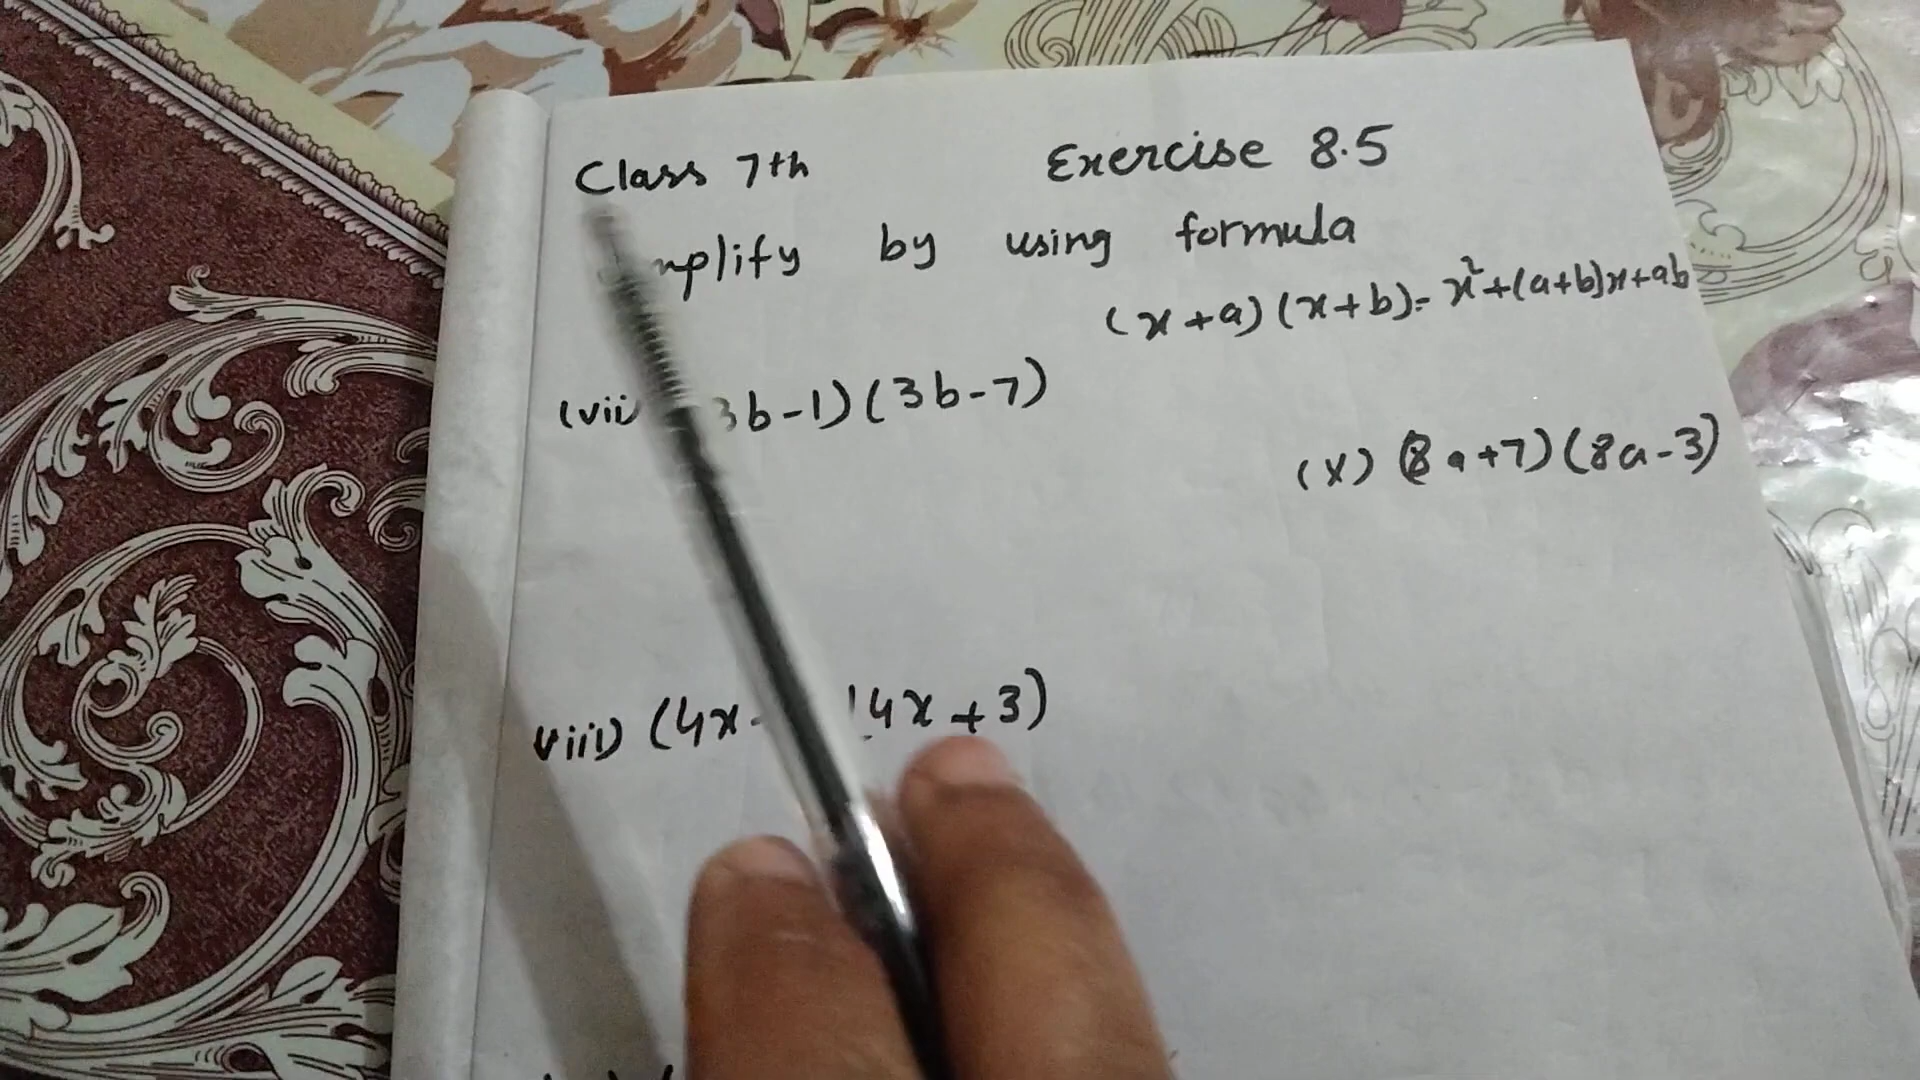 Class 7th Exercise 8.5
by using formula
(x+a)(x+b)= x²+(a+b)x+ab
(vii 3b-1)(3b-7)
(x) (8a+7)(8a-3)
viii) (4x- (4x+3)